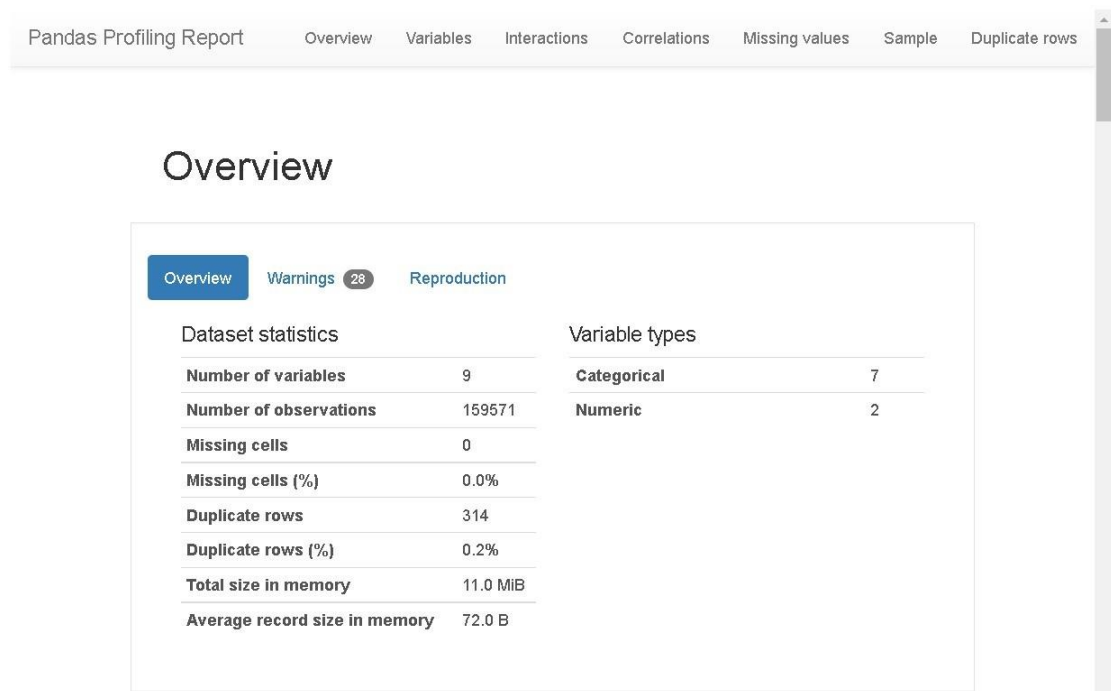 Pandas Profiling Report Overview Variables Interactions Correlations Missing values Sample Duplicate rows
Overview
Overview Warnings 28 Reproduction
Dataset statistics
Number of variables 9
Number of observations 159571
Missing cells 0
Missing cells (%) 0.0%
Duplicate rows 314
Duplicate rows (%) 0.2%
Total size in memory 11.0 MiB
Average record size in memory 72.0 B
Variable types
Categorical 7
Numeric 2